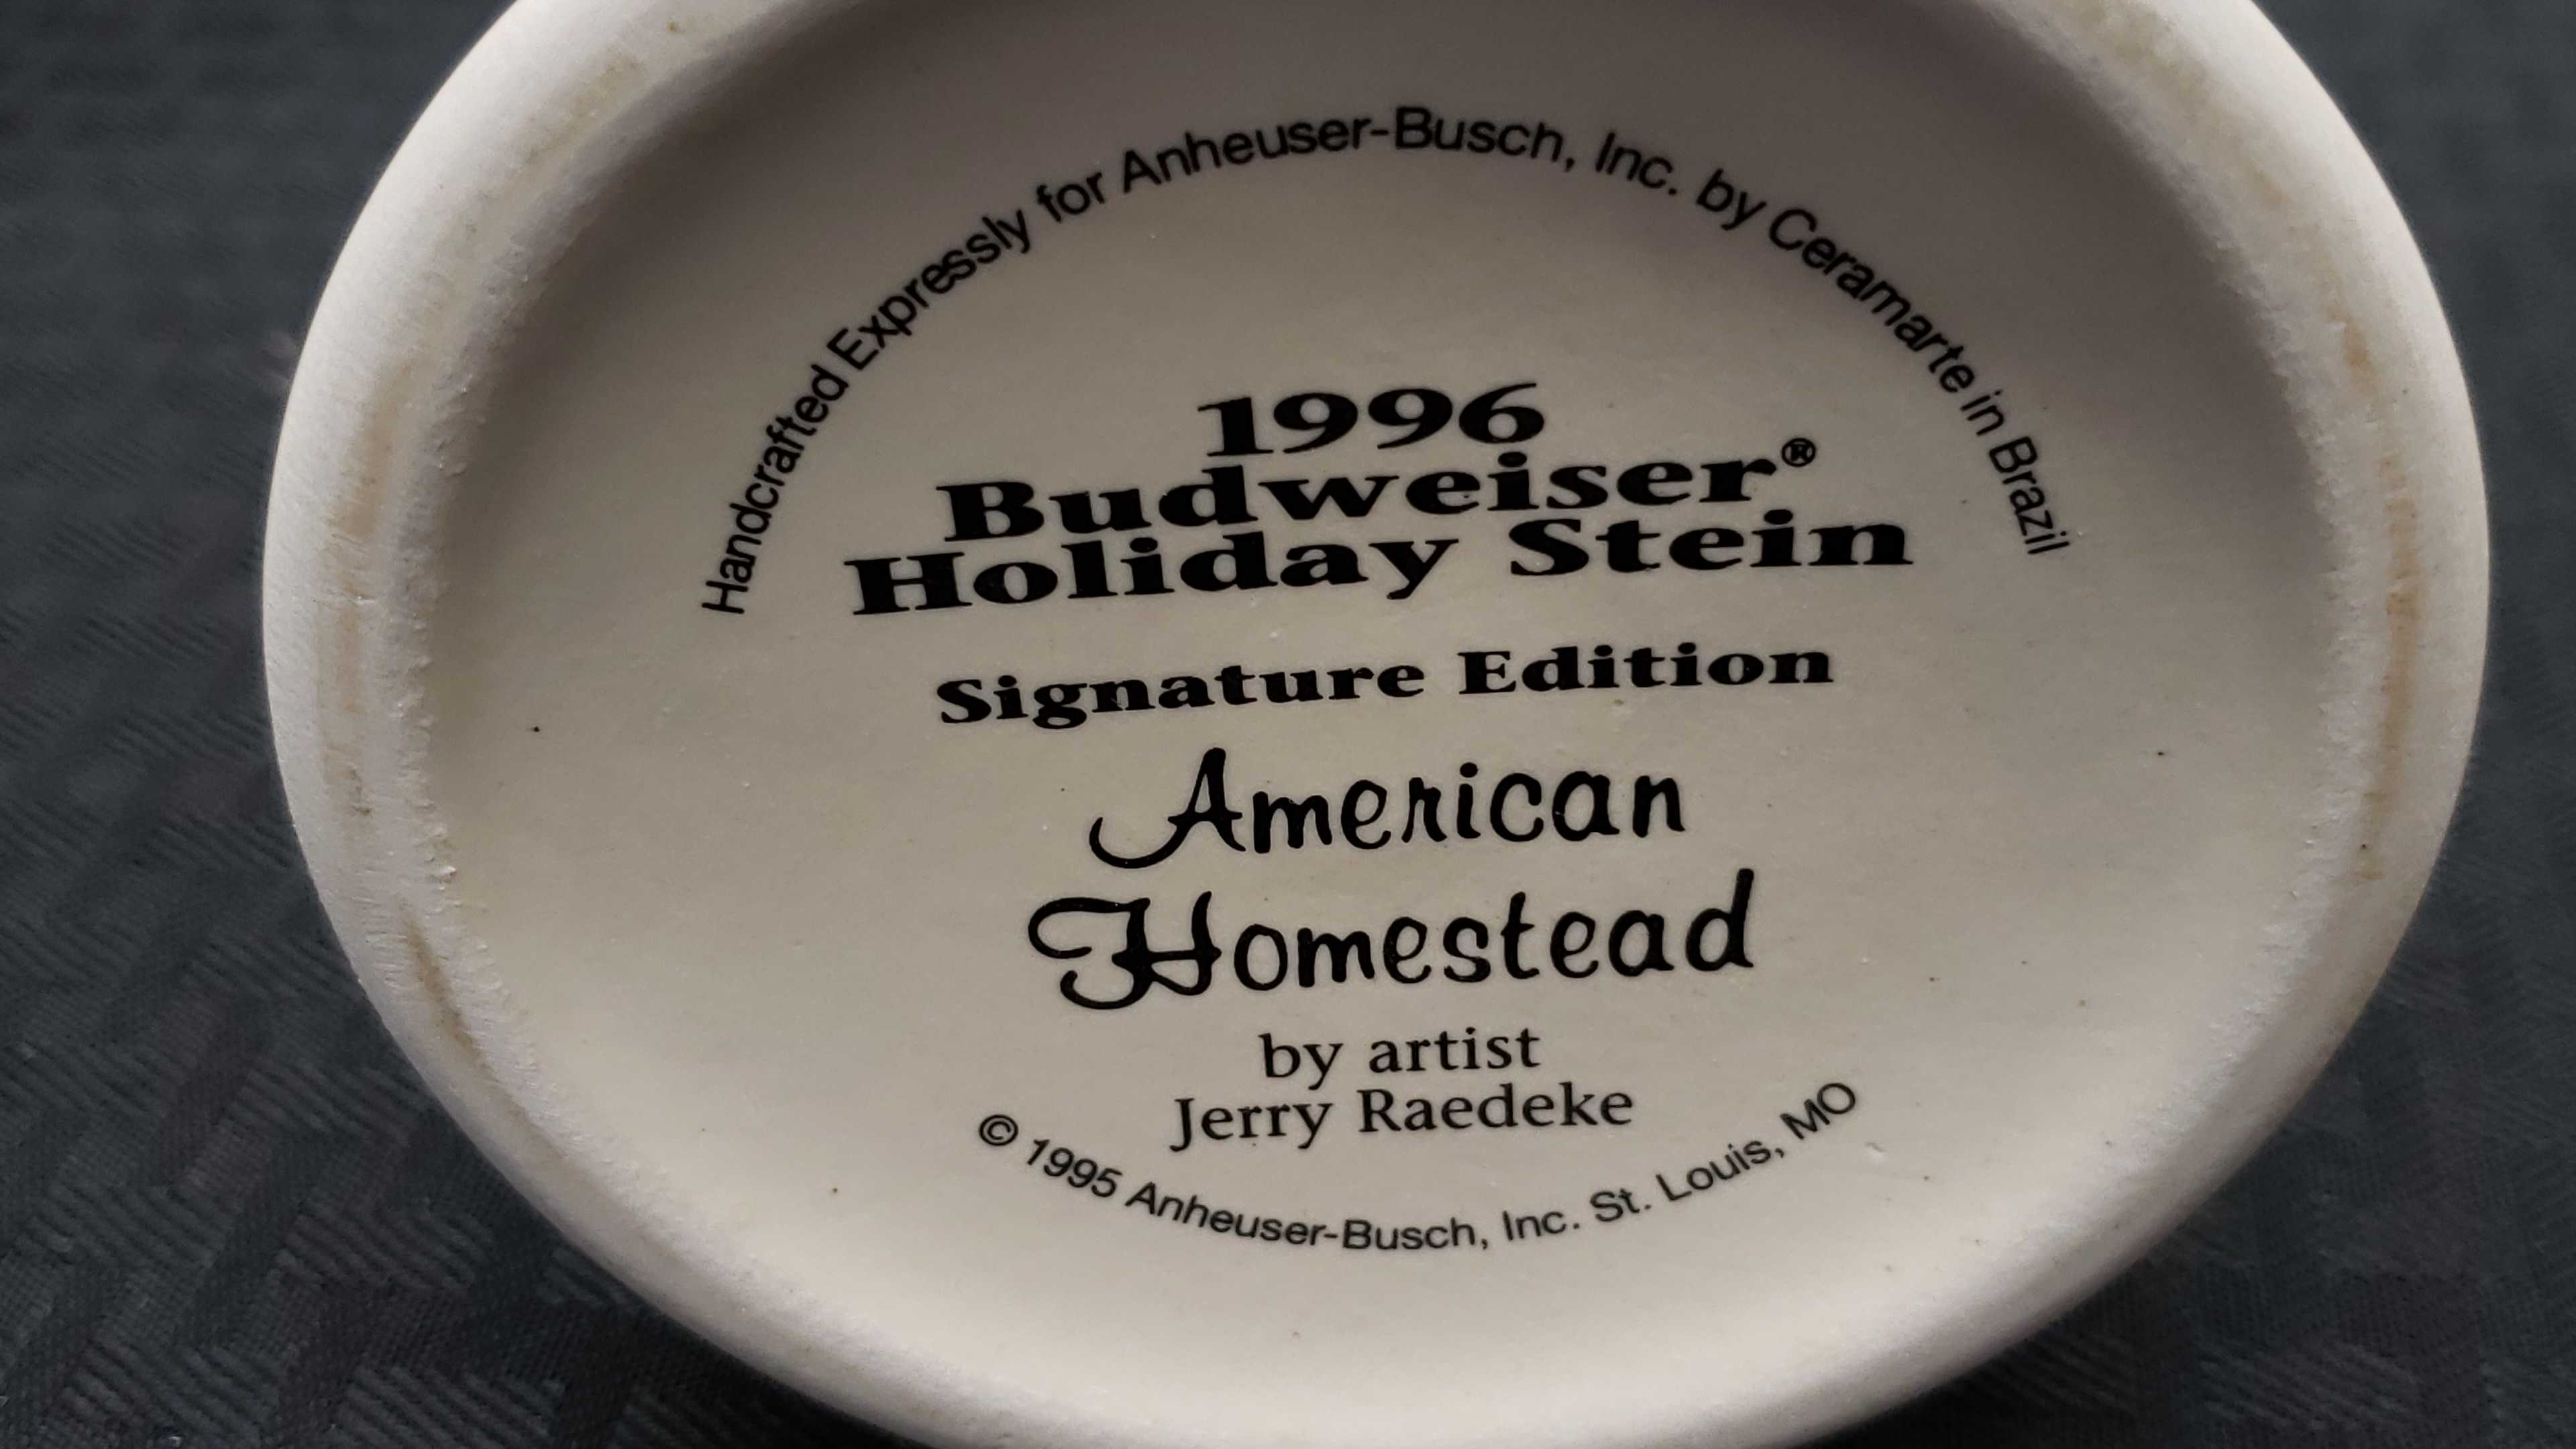 Handcrafted Expressly for Anheuser-Busch, Inc. by Ceramarte in Brazil
1996
Budweiser®
Holiday Stein
Signature Edition
American
Homestead
by artist
Jerry Raedeke
© 1995 Anheuser-Busch, Inc. St. Louis, MO